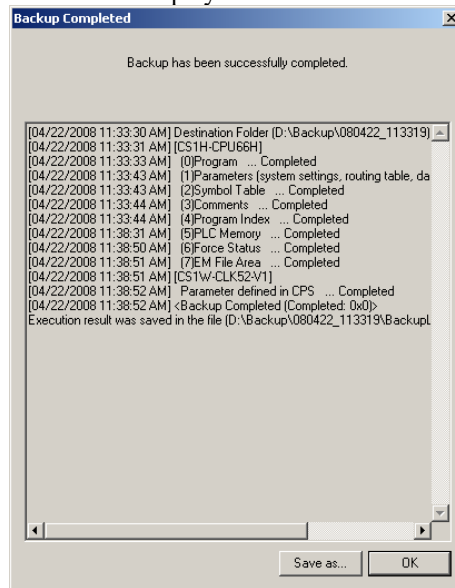 Backup Completed
Backup has been successfully completed.
[04/22/2008 11:33:30 AM] Destination Folder (D:\Backup\080422_113319)
[04/22/2008 11:33:31 AM] [CS1H-CPU66H]
[04/22/2008 11:33:33 AM] (0)Program ... Completed
[04/22/2008 11:33:43 AM] (1)Parameters (system settings, routing table, da
[04/22/2008 11:33:43 AM] (2)Symbol Table ... Completed
[04/22/2008 11:33:44 AM] (3)Comments ... Completed
[04/22/2008 11:33:44 AM] (4)Program Index ... Completed
[04/22/2008 11:38:31 AM] (5)PLC Memory ... Completed
[04/22/2008 11:38:50 AM] (6)Force Status ... Completed
[04/22/2008 11:38:51 AM] (7)EM File Area ... Completed
[04/22/2008 11:38:51 AM] [CS1W-CLK52-V1]
[04/22/2008 11:38:52 AM] Parameter defined in CPS ... Completed
[04/22/2008 11:38:52 AM] <Backup Completed (Completed: 0x0)>
Execution result was saved in the file (D:\Backup\080422_113319\BackupL
Save as... OK